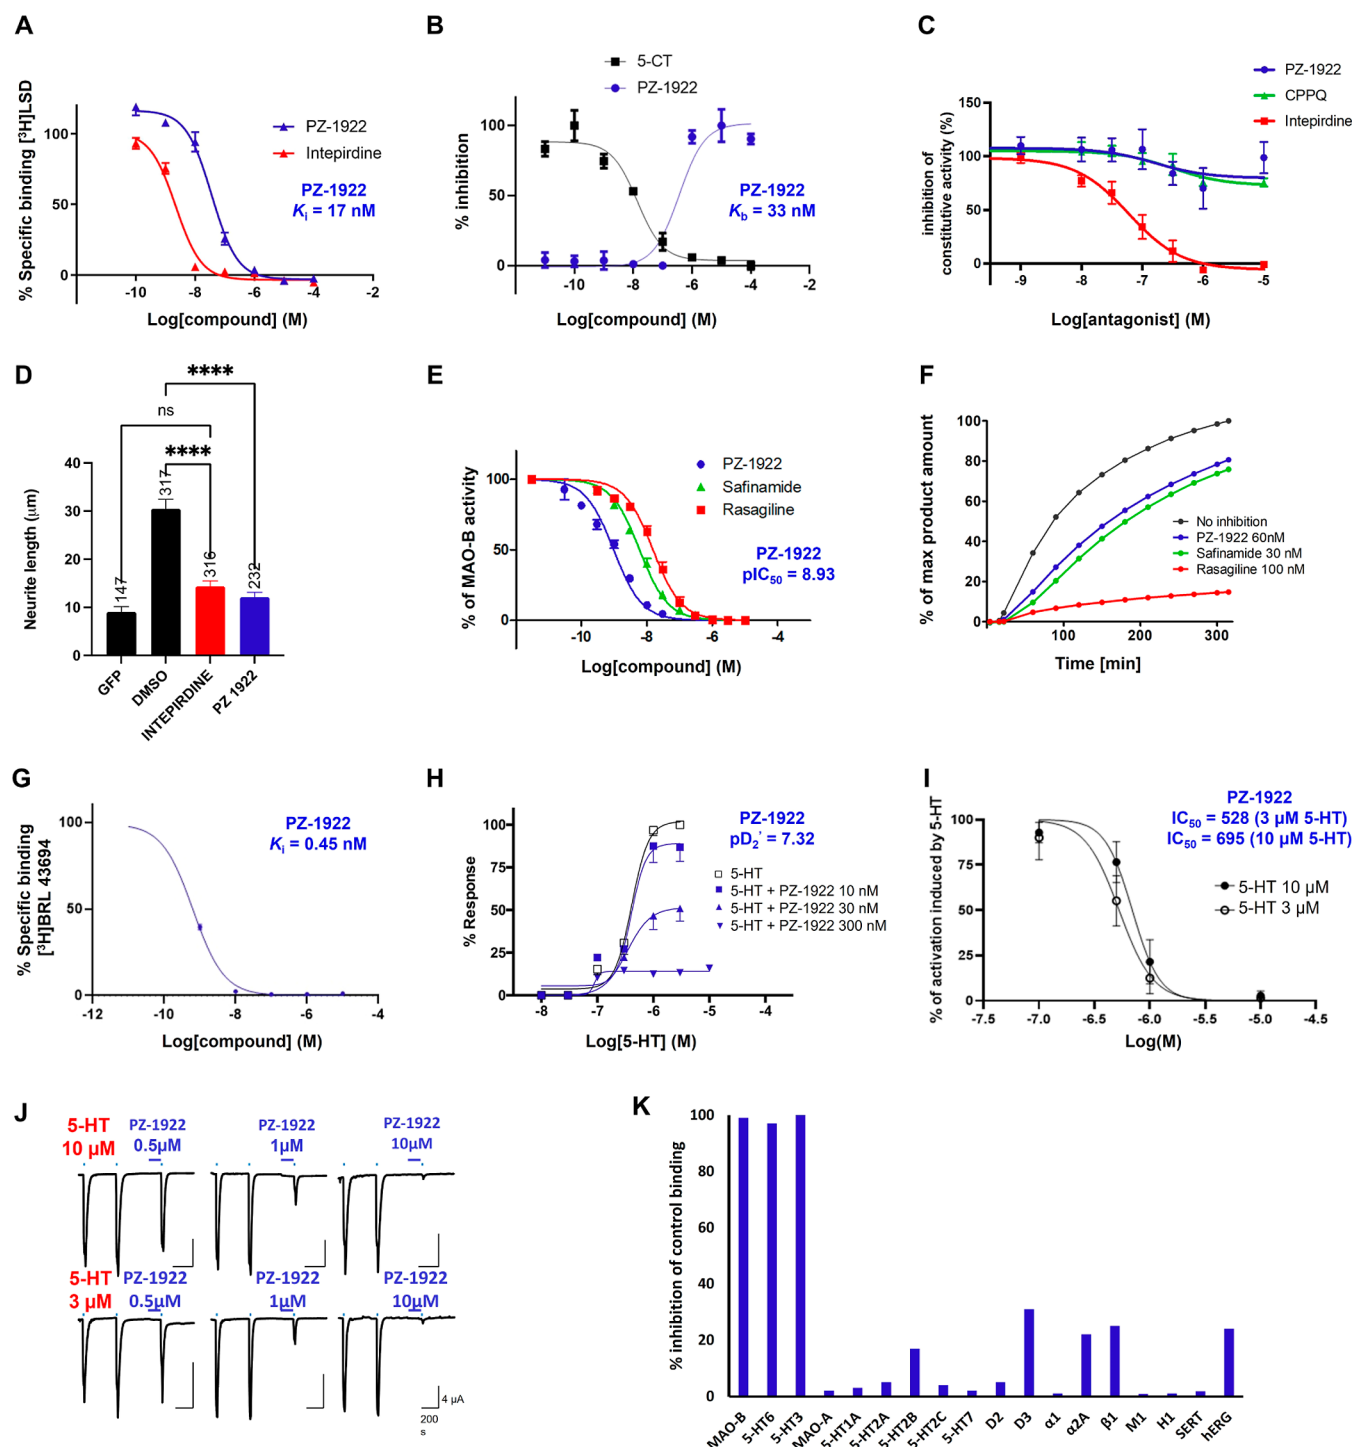 A
% Specific binding [³H]LSD
100
50
0
-10
-8
-6
-4
-2
Log[compound] (M)
PZ-1922
Intepirdine
PZ-1922
Ki = 17 nM
B
5-CT
PZ-1922
% inhibition
100
50
0
-10
-8
-6
-4
-2
Log[compound] (M)
PZ-1922
Kb = 33 nM
C
PZ-1922
CPPQ
Intepirdine
inhibition of
constitutive activity (%)
150
100
50
0
-9
-8
-7
-6
-5
Log[antagonist] (M)
D
****
ns
****
Neurite length (μm)
40
30
20
10
0
147
317
316
232
GFP
DMSO
INTEPIRDINE
PZ 1922
E
% of MAO-B activity
100
50
0
-10
-8
-6
-4
Log[compound] (M)
PZ-1922
Safinamide
Rasagiline
PZ-1922
pIC50 = 8.93
F
% of max product amount
100
80
60
40
20
0
100
200
300
Time [min]
No inhibition
PZ-1922 60nM
Safinamide 30 nM
Rasagiline 100 nM
G
% Specific binding
[³H]BRL 43694
100
50
0
-12
-10
-8
-6
-4
Log[compound] (M)
PZ-1922
Ki = 0.45 nM
H
% Response
100
75
50
25
0
-8
-7
-6
-5
-4
Log[5-HT] (M)
PZ-1922
pD2' = 7.32
5-HT
5-HT + PZ-1922 10 nM
5-HT + PZ-1922 30 nM
5-HT + PZ-1922 300 nM
I
PZ-1922
IC50 = 528 (3 μM 5-HT)
IC50 = 695 (10 μM 5-HT)
% of activation induced by 5-HT
100
75
50
25
0
-7.5
-7.0
-6.5
-6.0
-5.5
-5.0
-4.5
Log(M)
5-HT 10 μM
5-HT 3 μM
J
5-HT
10 μM
PZ-1922
0.5μM
PZ-1922
1μM
PZ-1922
10μM
5-HT
3 μM
PZ-1922
0.5μM
PZ-1922
1μM
PZ-1922
10μM
4 μA
200
s
K
% inhibition of control binding
100
80
60
40
20
0
MAO-B
5-HT6
5-HT3
MAO-A
5-HT1A
5-HT2A
5-HT2B
5-HT2C
5-HT7
D2
D3
α1
α2A
β1
M1
H1
SERT
hERG